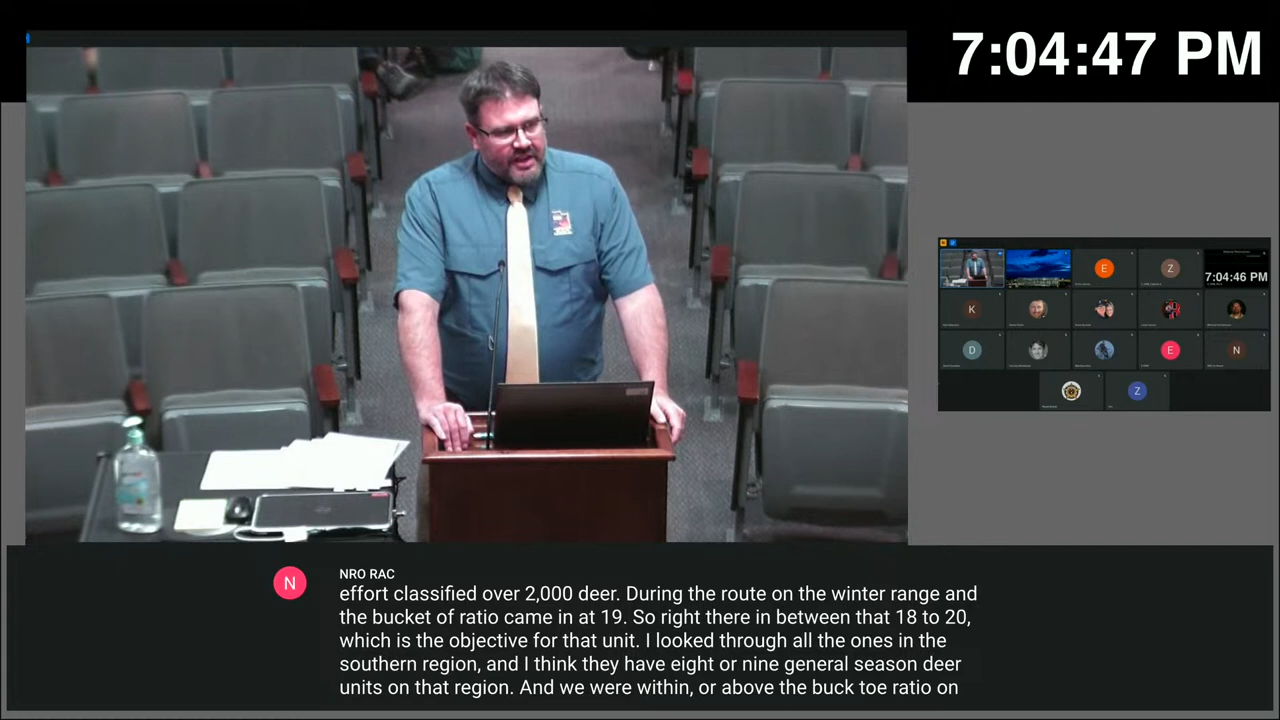 7:04:47 PM
E
Z
7:04:46 PM
K
D
E
N
Z
N
NRO RAC
effort classified over 2,000 deer. During the route on the winter range and
the bucket of ratio came in at 19. So right there in between that 18 to 20,
which is the objective for that unit. I looked through all the ones in the
southern region, and I think they have eight or nine general season deer
units on that region. And we were within, or above the buck toe ratio on